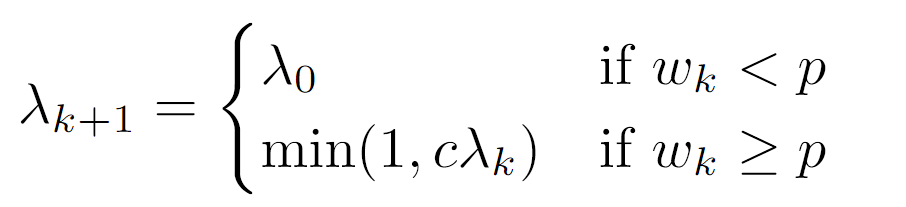 λ_{k+1} = { λ_0 if w_k < p
min(1, cλ_k) if w_k ≥ p